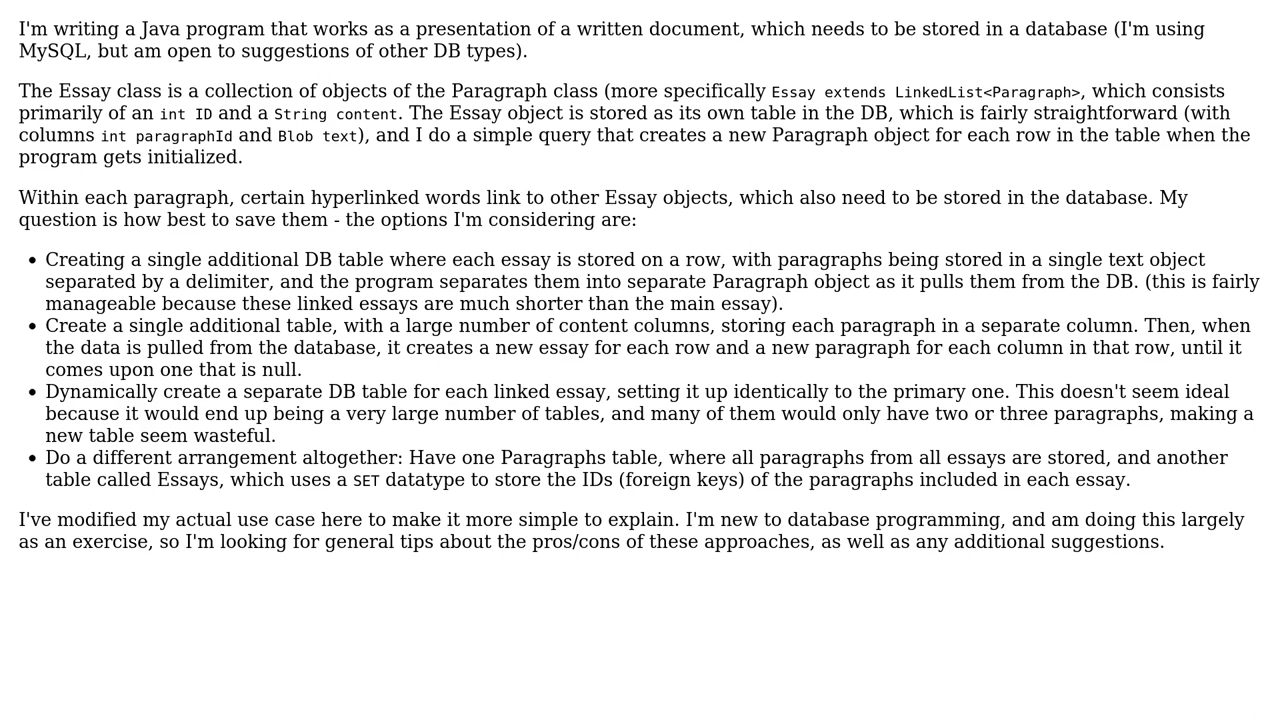 I'm writing a Java program that works as a presentation of a written document, which needs to be stored in a database (I'm using
MySQL, but am open to suggestions of other DB types).
The Essay class is a collection of objects of the Paragraph class (more specifically Essay extends LinkedList<Paragraph>, which consists
primarily of an int ID and a String content. The Essay object is stored as its own table in the DB, which is fairly straightforward (with
columns int paragraphId and Blob text), and I do a simple query that creates a new Paragraph object for each row in the table when the
program gets initialized.
Within each paragraph, certain hyperlinked words link to other Essay objects, which also need to be stored in the database. My
question is how best to save them - the options I'm considering are:
• Creating a single additional DB table where each essay is stored on a row, with paragraphs being stored in a single text object
separated by a delimiter, and the program separates them into separate Paragraph object as it pulls them from the DB. (this is fairly
manageable because these linked essays are much shorter than the main essay).
• Create a single additional table, with a large number of content columns, storing each paragraph in a separate column. Then, when
the data is pulled from the database, it creates a new essay for each row and a new paragraph for each column in that row, until it
comes upon one that is null.
• Dynamically create a separate DB table for each linked essay, setting it up identically to the primary one. This doesn't seem ideal
because it would end up being a very large number of tables, and many of them would only have two or three paragraphs, making a
new table seem wasteful.
• Do a different arrangement altogether: Have one Paragraphs table, where all paragraphs from all essays are stored, and another
table called Essays, which uses a SET datatype to store the IDs (foreign keys) of the paragraphs included in each essay.
I've modified my actual use case here to make it more simple to explain. I'm new to database programming, and am doing this largely
as an exercise, so I'm looking for general tips about the pros/cons of these approaches, as well as any additional suggestions.